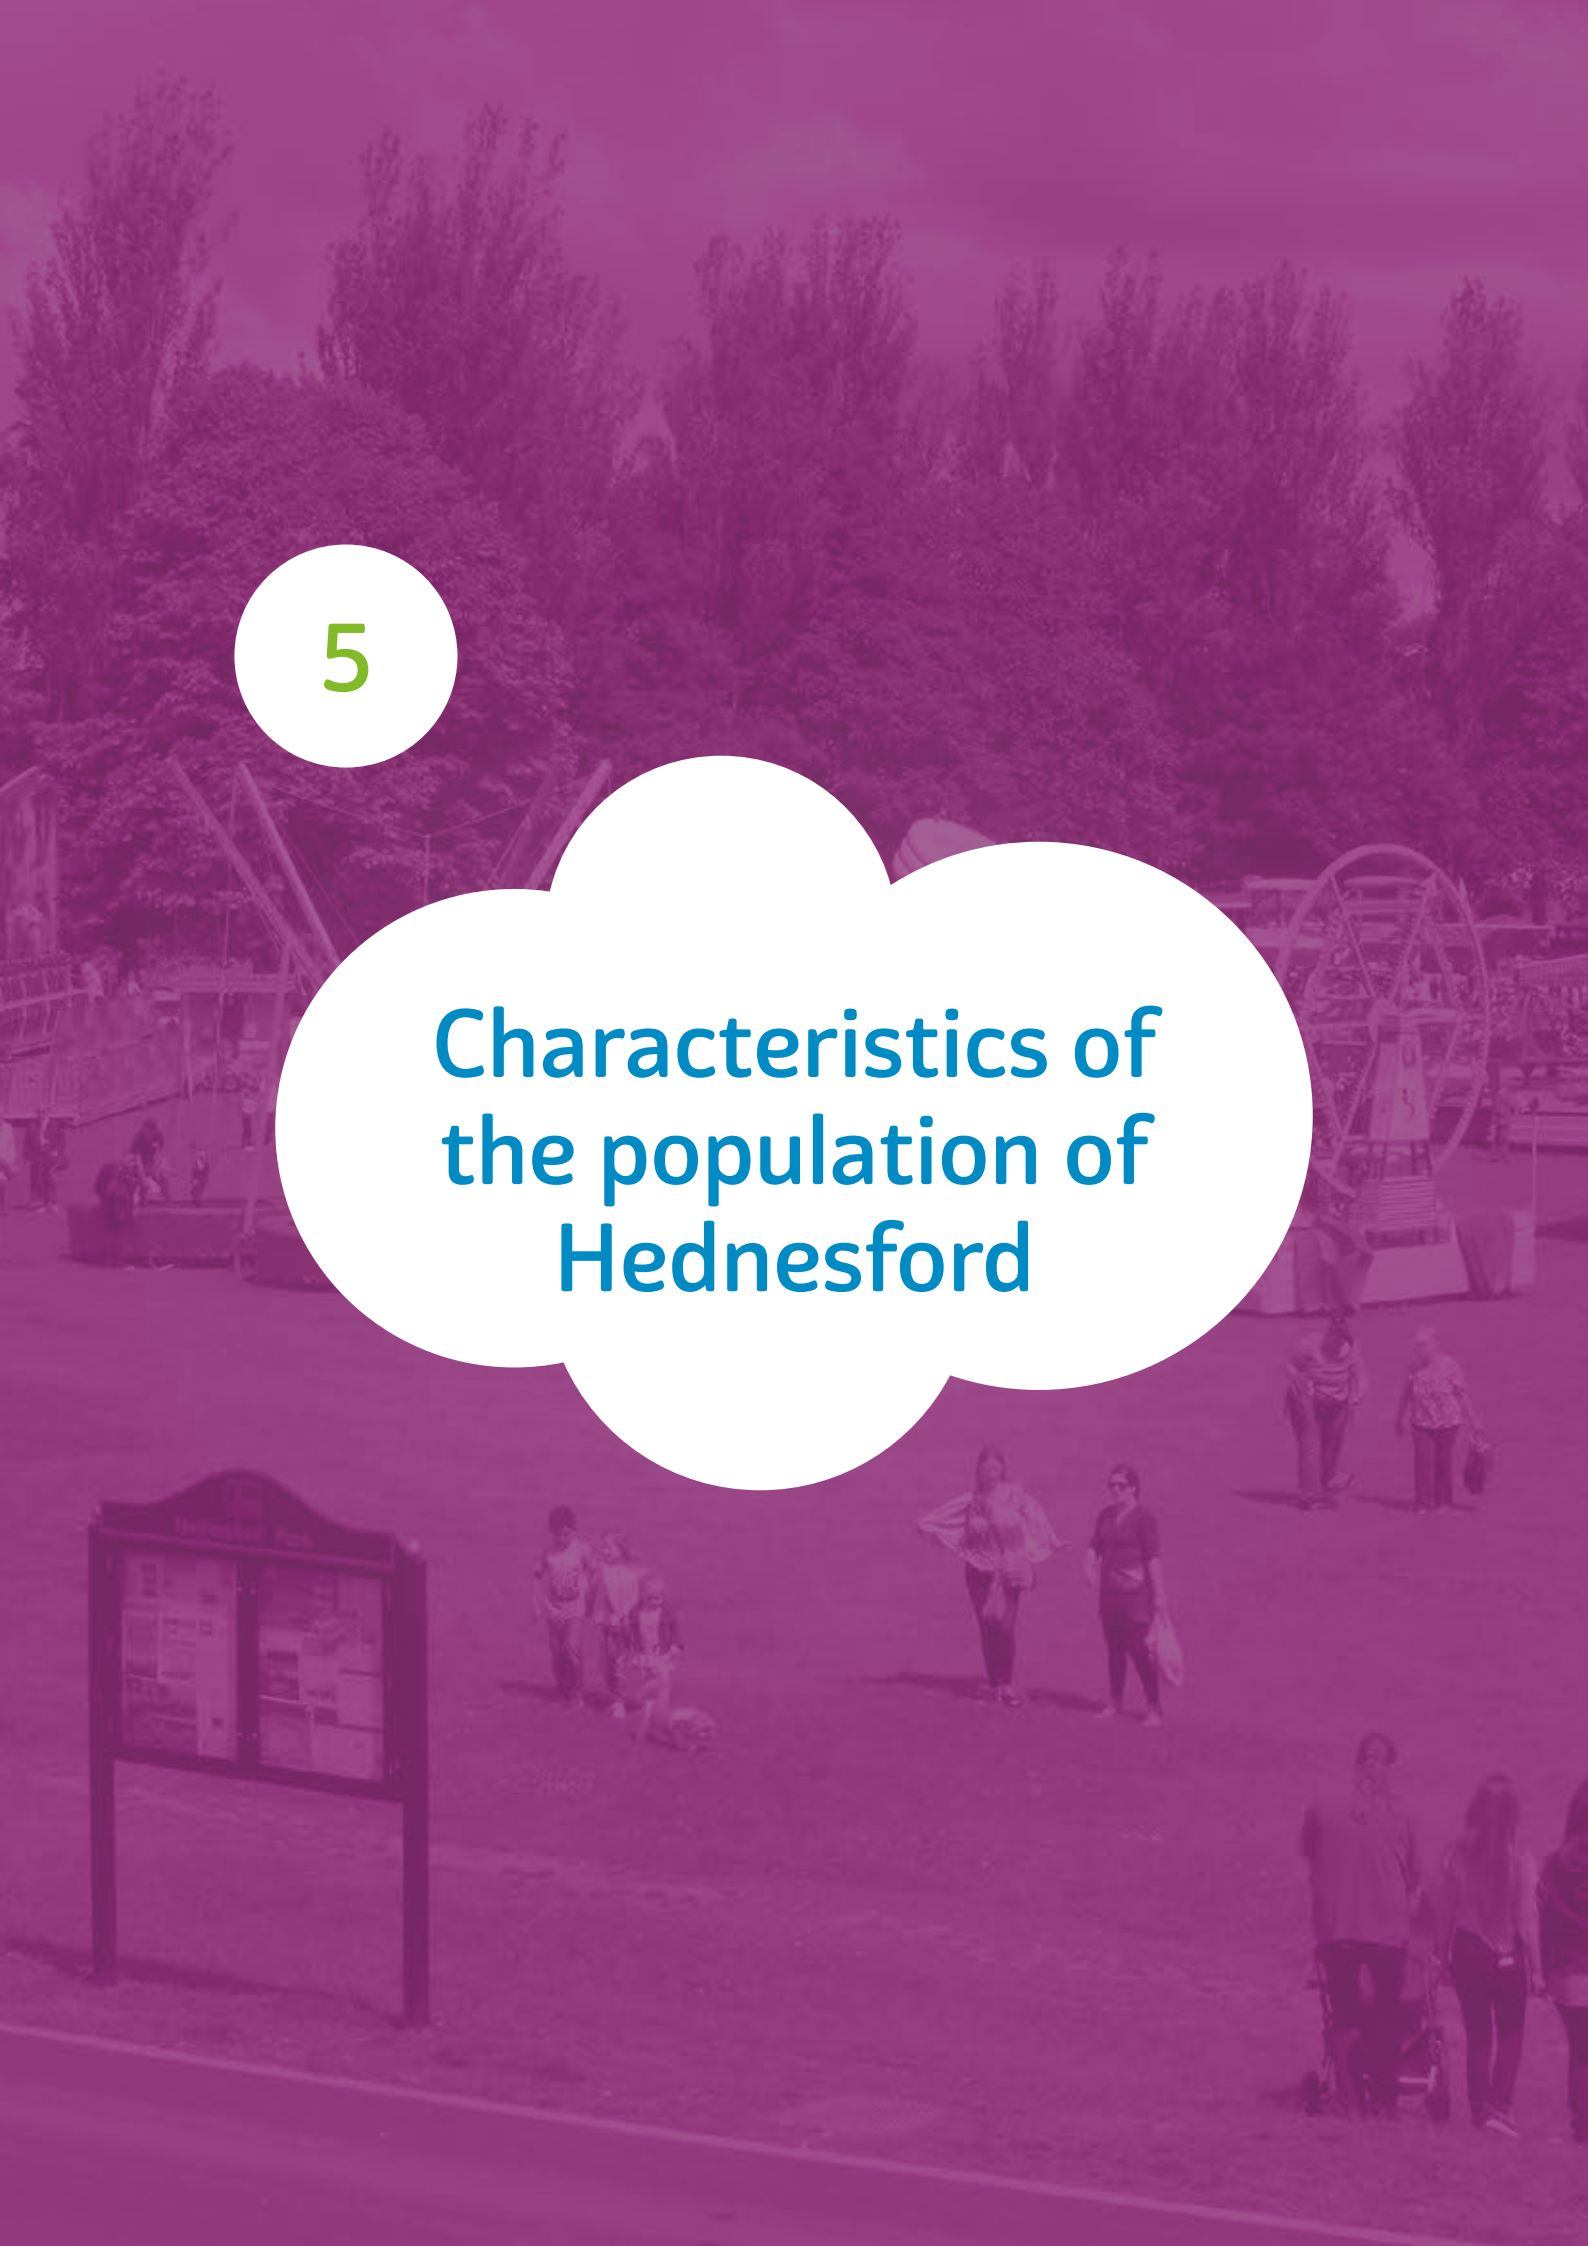 5
Characteristics of
the population of
Hednesford